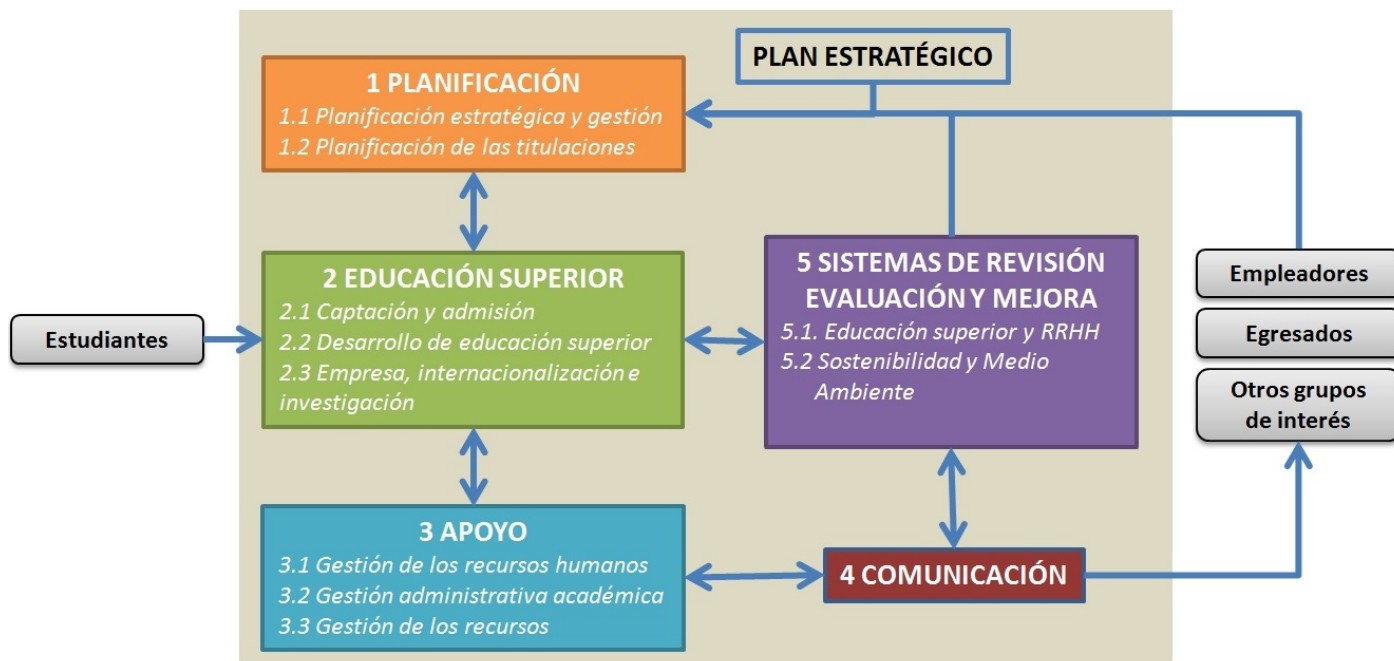 PLAN ESTRATÉGICO
1 PLANIFICACIÓN
1.1 Planificación estratégica y gestión
1.2 Planificación de las titulaciones
2 EDUCACIÓN SUPERIOR
2.1 Captación y admisión
2.2 Desarrollo de educación superior
2.3 Empresa, internacionalización e
investigación
5 SISTEMAS DE REVISIÓN
EVALUACIÓN Y MEJORA
5.1. Educación superior y RRHH
5.2 Sostenibilidad y Medio
Ambiente
Empleadores
Egresados
Otros grupos
de interés
Estudiantes
3 APOYO
3.1 Gestión de los recursos humanos
3.2 Gestión administrativa académica
3.3 Gestión de los recursos
4 COMUNICACIÓN